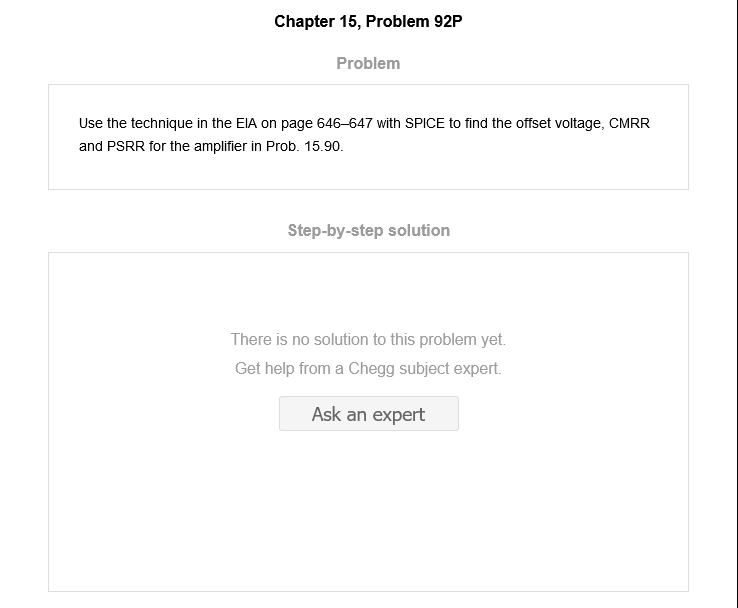 Chapter 15, Problem 92P
Problem
Use the technique in the EIA on page 646–647 with SPICE to find the offset voltage, CMRR
and PSRR for the amplifier in Prob. 15.90.
Step-by-step solution
There is no solution to this problem yet.
Get help from a Chegg subject expert.
Ask an expert